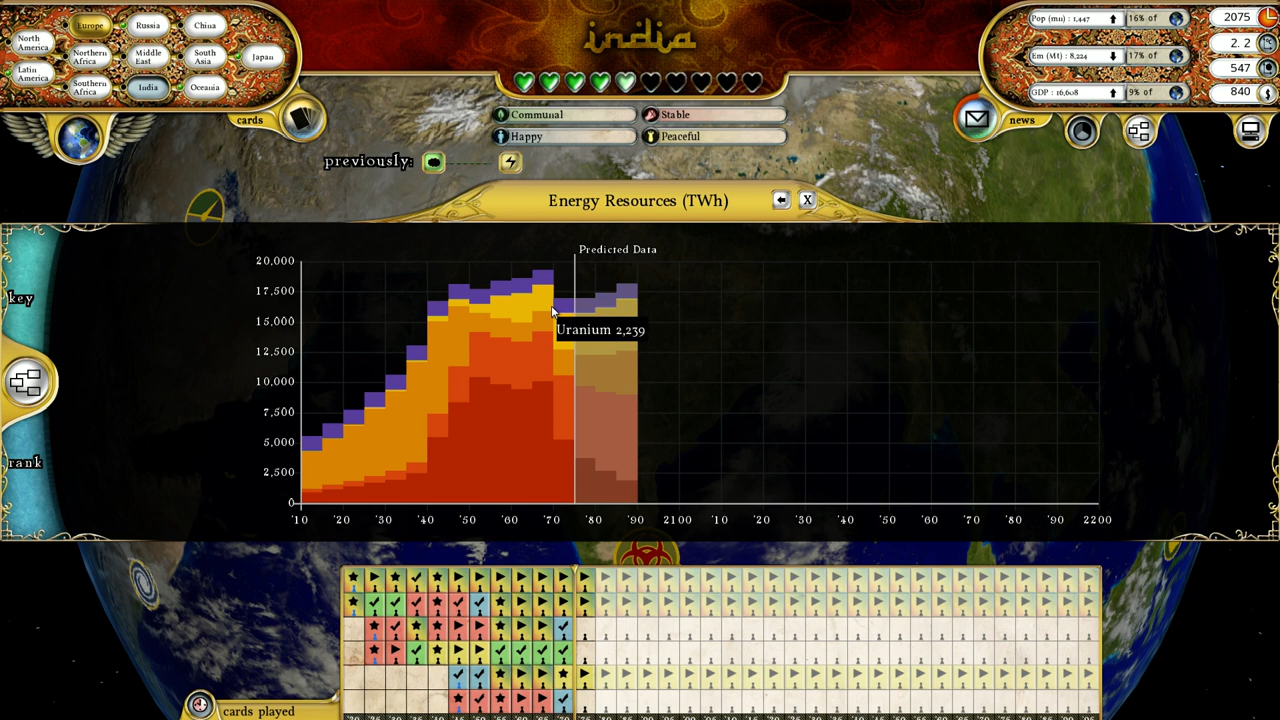 india
Europe
Russia
China
North America
Northern Africa
Middle East
South Asia
Japan
Latin America
Southern Africa
India
Oceania
cards
Pop (mn) : 1,447
16% of
2075
Em (Mt) : 8,224
17% of
2. 2
547
GDP : 16,608
9% of
840
news
Communal
Stable
Happy
Peaceful
previously:
Energy Resources (TWh)
X
key
rank
Predicted Data
20,000
17,500
15,000
12,500
10,000
7,500
5,000
2,500
0
Uranium 2,239
'10 '20 '30 '40 '50 '60 '70 '80 '90 2100 '10 '20 '30 '40 '50 '60 '70 '80 '90 2200
cards played